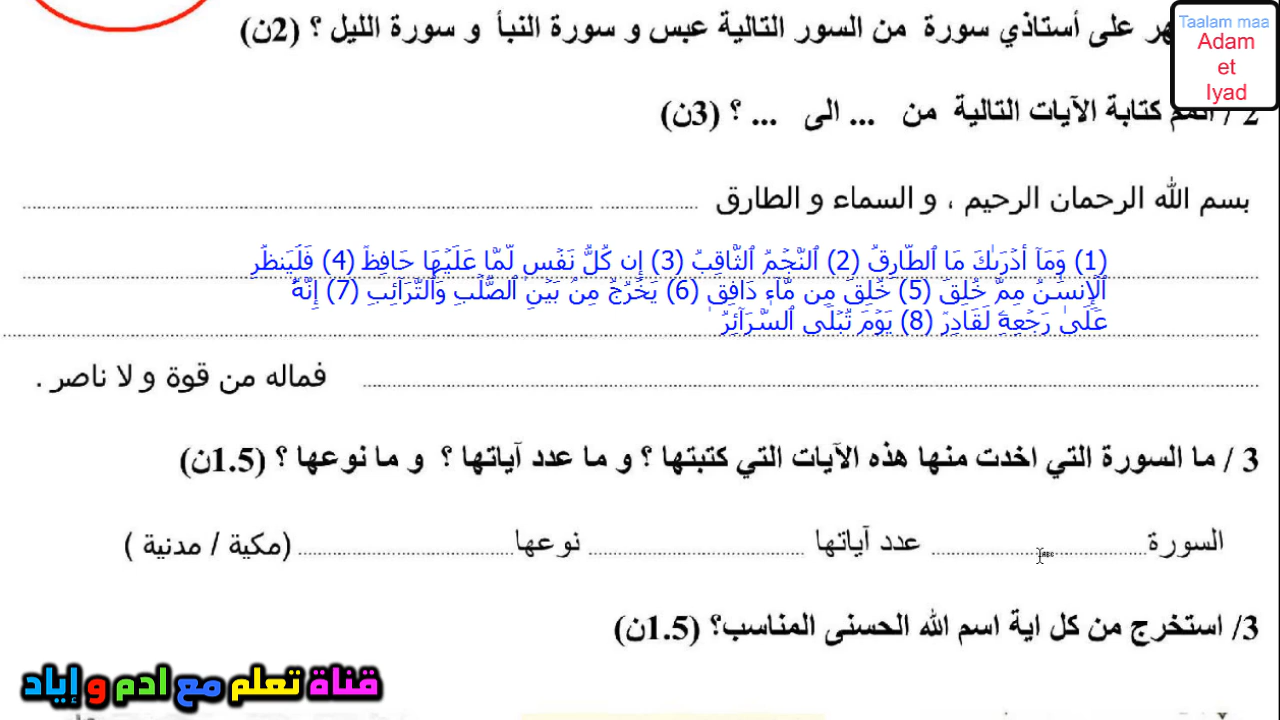 هر على أستاذي سورة من السور التالية عبس و سورة النبأ و سورة الليل ؟ (2ن)
Taalam maa
Adam
et
Iyad
2 / اتمم كتابة الآيات التالية من ... الى ... ؟ (3ن)
بسم الله الرحمان الرحيم ، و السماء و الطارق
(1) وَمَآ أَدۡرَىٰكَ مَا ٱلطَّارِقُ (2) ٱلنَّجۡمُ ٱلثَّاقِبُ (3) إِن كُلُّ نَفۡسٖ لَّمَّا عَلَيۡهَا حَافِظٞ (4) فَلۡيَنظُرِ
ٱلۡإِنسَٰنُ مِمَّ خُلِقَ (5) خُلِقَ مِن مَّآءٖ دَافِقٖ (6) يَخۡرُجُ مِنۢ بَيۡنِ ٱلصُّلۡبِ وَٱلتَّرَآئِبِ (7) إِنَّهُۥ
عَلَىٰ رَجۡعِهِۦ لَقَادِرٞ (8) يَوۡمَ تُبۡلَى ٱلسَّرَآئِرُ
فماله من قوة و لا ناصر .
3 / ما السورة التي اخدت منها هذه الآيات التي كتبتها ؟ و ما عدد آياتها ؟ و ما نوعها ؟ (1.5ن)
السورة عدد آياتها نوعها (مكية / مدنية )
3/ استخرج من كل اية اسم الله الحسنى المناسب؟ (1.5ن)
قناة تعلم مع ادم و إياد